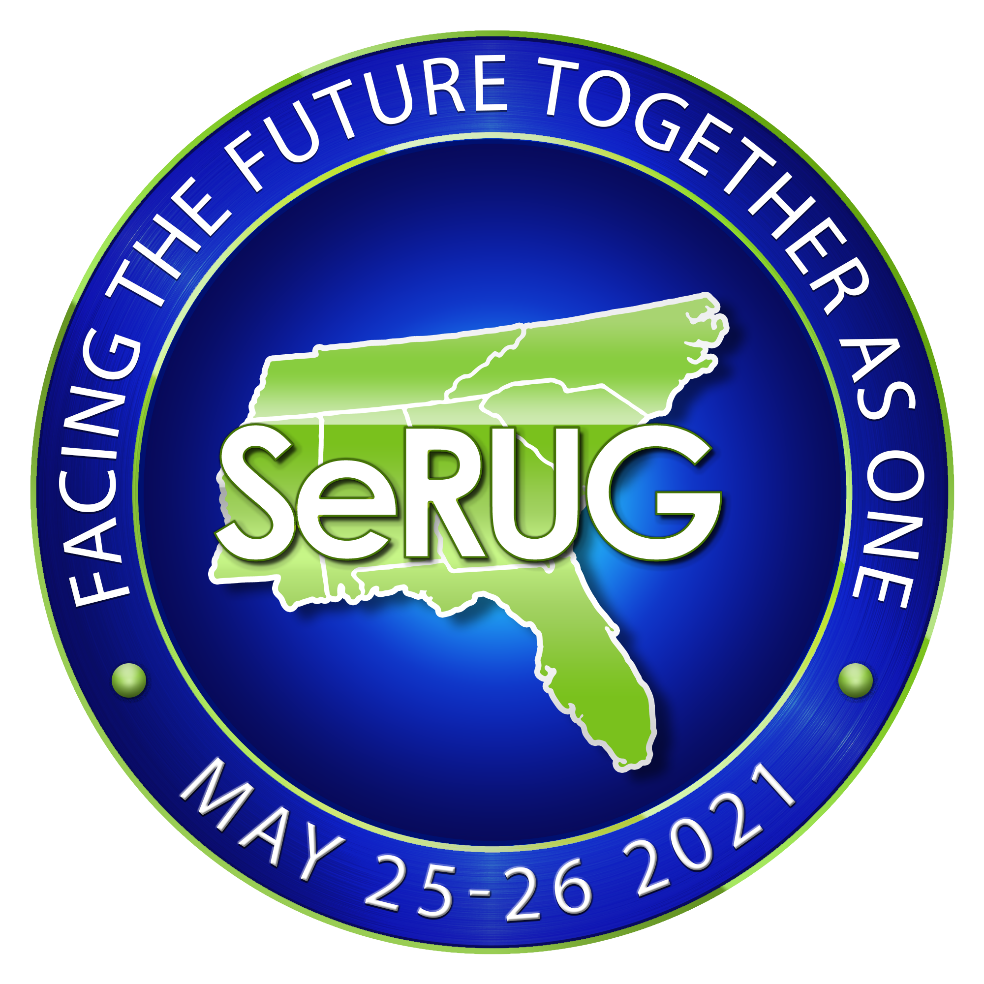 FACING THE FUTURE TOGETHER AS ONE
SeRUG
MAY 25-26 2021